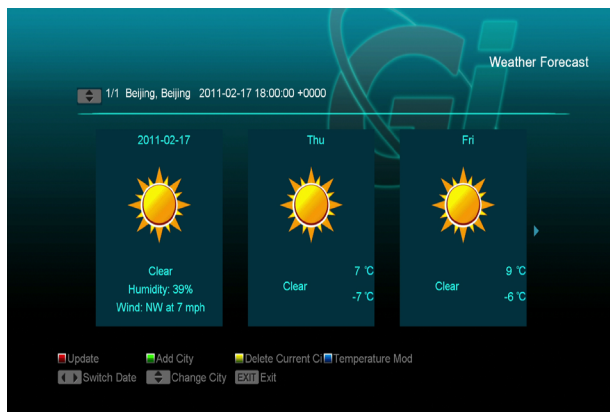 Weather Forecast
1/1 Beijing, Beijing 2011-02-17 18:00:00 +0000
2011-02-17
Clear
Humidity: 39%
Wind: NW at 7 mph
Thu
7 ℃
Clear
-7 ℃
Fri
9 ℃
Clear
-6 ℃
Update Add City Delete Current Ci Temperature Mod
Switch Date Change City EXIT Exit